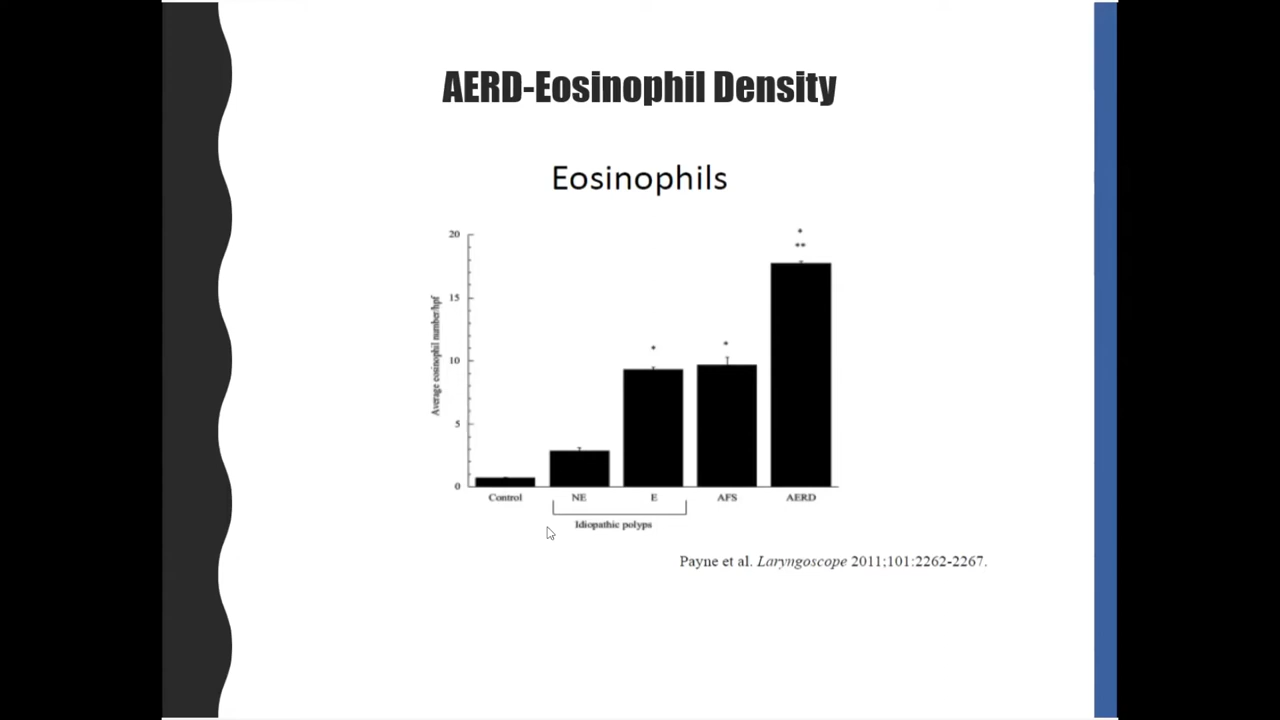 AERD-Eosinophil Density
Eosinophils
20
15
10
5
0
Average eosinophil number/hpf
*
*
*
**
Control
NE
E
AFS
AERD
Idiopathic polyps
Payne et al. Laryngoscope 2011;101:2262-2267.